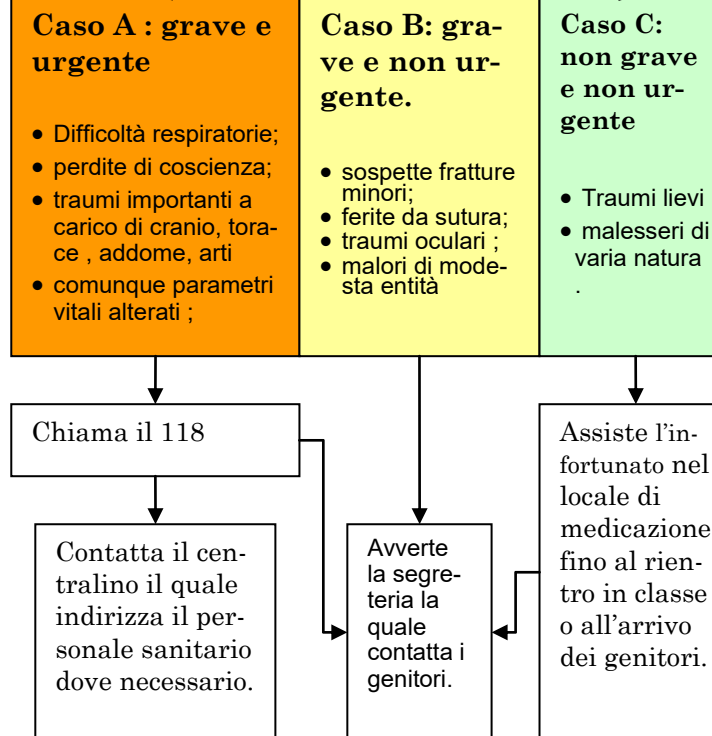 Caso A : grave e
urgente
• Difficoltà respiratorie;
• perdite di coscienza;
• traumi importanti a
carico di cranio, tora-
ce , addome, arti
• comunque parametri
vitali alterati ;
Caso B: gra-
ve e non ur-
gente.
• sospette fratture
minori;
• ferite da sutura;
• traumi oculari ;
• malori di mode-
sta entità
Caso C:
non grave
e non ur-
gente
• Traumi lievi
• malesseri di
varia natura
.
Chiama il 118
Contatta il cen-
tralino il quale
indirizza il per-
sonale sanitario
dove necessario.
Avverte
la segre-
teria la
quale
contatta i
genitori.
Assiste l'in-
fortunato nel
locale di
medicazione
fino al rien-
tro in classe
o all'arrivo
dei genitori.